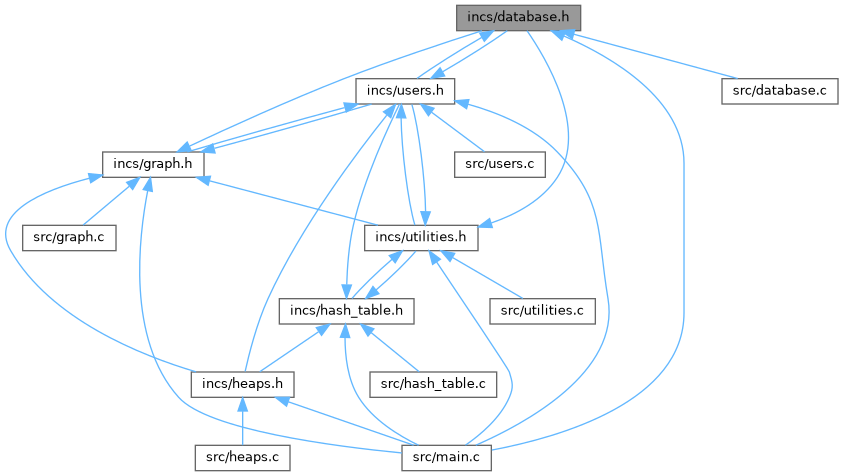 incs/database.h
incs/users.h
src/database.c
incs/graph.h
src/users.c
src/graph.c
incs/utilities.h
incs/hash_table.h
src/utilities.c
incs/heaps.h
src/hash_table.c
src/heaps.c
src/main.c